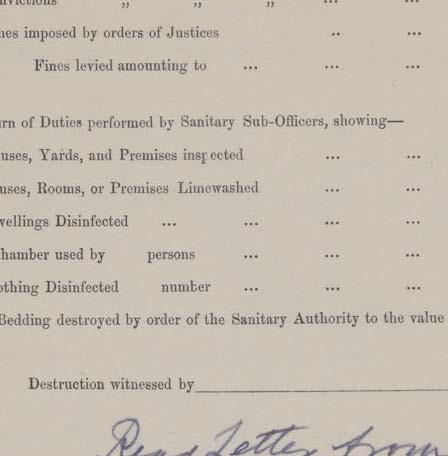 nvictions „ „ „ ... ...
nes imposed by orders of Justices .. ...
Fines levied amounting to ... ... ...
urn of Duties performed by Sanitary Sub-Officers, showing—
uses, Yards, and Premises inspected ... ...
uses, Rooms, or Premises Limewashed ... ...
wellings Disinfected ... ... ... ...
hamber used by persons ... ... ...
othing Disinfected number ... ... ...
Bedding destroyed by order of the Sanitary Authority to the value
Destruction witnessed by
Read Letter from